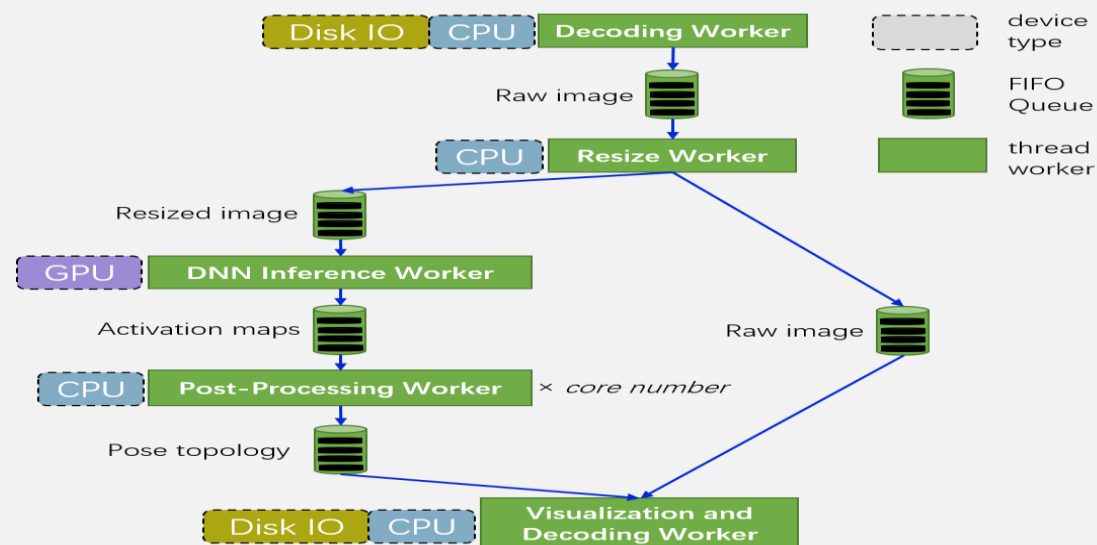 Disk IO CPU Decoding Worker
device type
Raw image
FIFO Queue
CPU Resize Worker
thread worker
Resized image
GPU DNN Inference Worker
Activation maps
Raw image
CPU Post-Processing Worker × core number
Pose topology
Disk IO CPU Visualization and
Decoding Worker